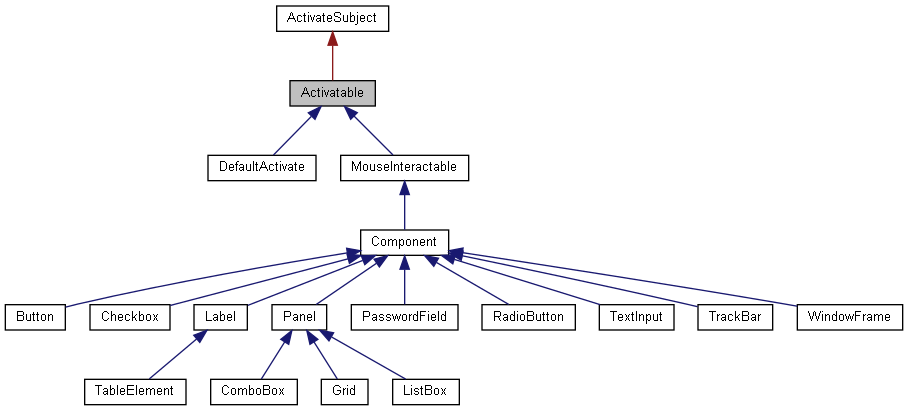 ActivateSubject
Activatable
DefaultActivate
MouseInteractable
Component
Button
Checkbox
Label
Panel
PasswordField
RadioButton
TextInput
TrackBar
WindowFrame
TableElement
ComboBox
Grid
ListBox